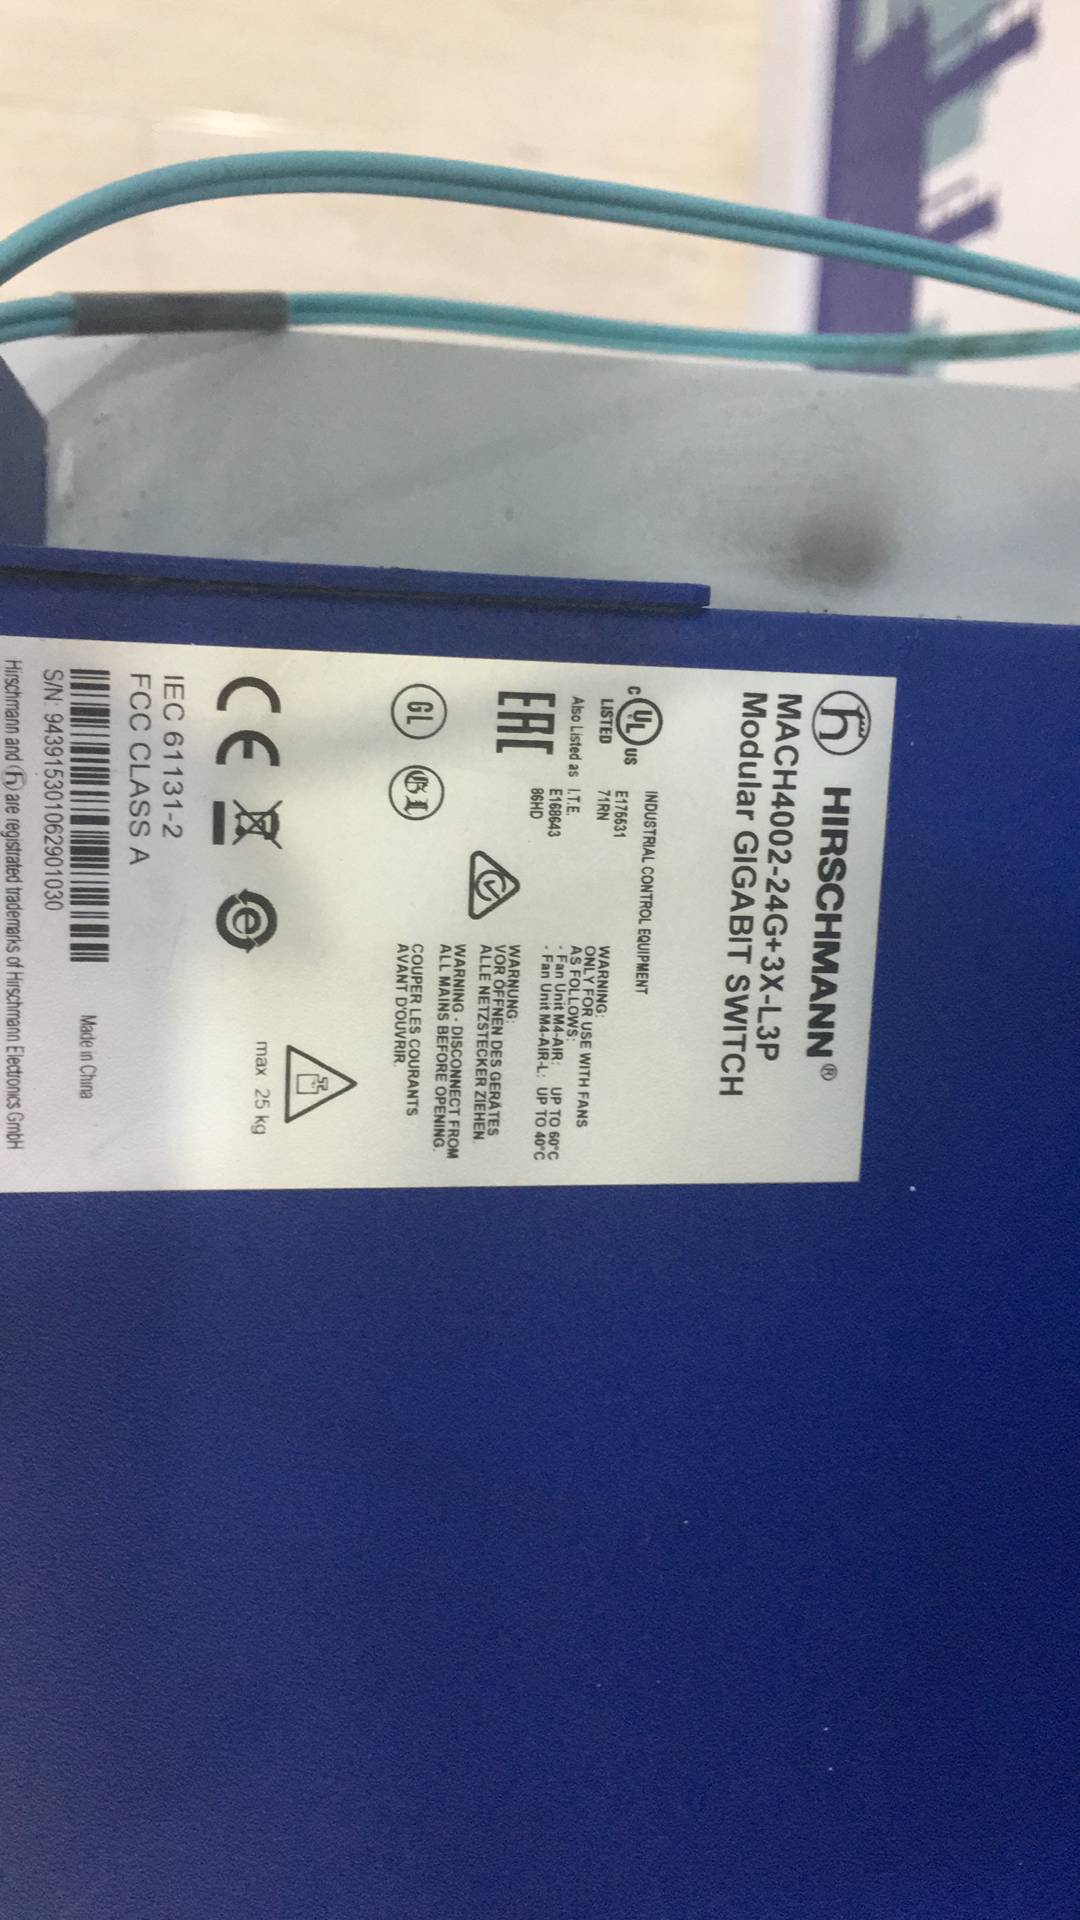 HIRSCHMANN®
MACH4002-24G+3X-L3P
Modular GIGABIT SWITCH
INDUSTRIAL CONTROL EQUIPMENT
C UL US
LISTED
E175531
71RN
Also Listed as I.T.E.
E168643
86HD
EAC
WARNING:
ONLY FOR USE WITH FANS
AS FOLLOWS:
- Fan Unit M4-AIR: UP TO 60°C
- Fan Unit M4-AIR-L: UP TO 40°C
WARNUNG:
VOR ÖFFNEN DES GERÄTES
ALLE NETZSTECKER ZIEHEN.
WARNING - DISCONNECT FROM
ALL MAINS BEFORE OPENING.
COUPER LES COURANTS
AVANT D'OUVRIR.
GL
CE
e
max 25 kg
IEC 61131-2
FCC CLASS A
S/N: 943915301062901030
Made in China
Hirschmann and h are registrated trademarks of Hirschmann Electronics GmbH